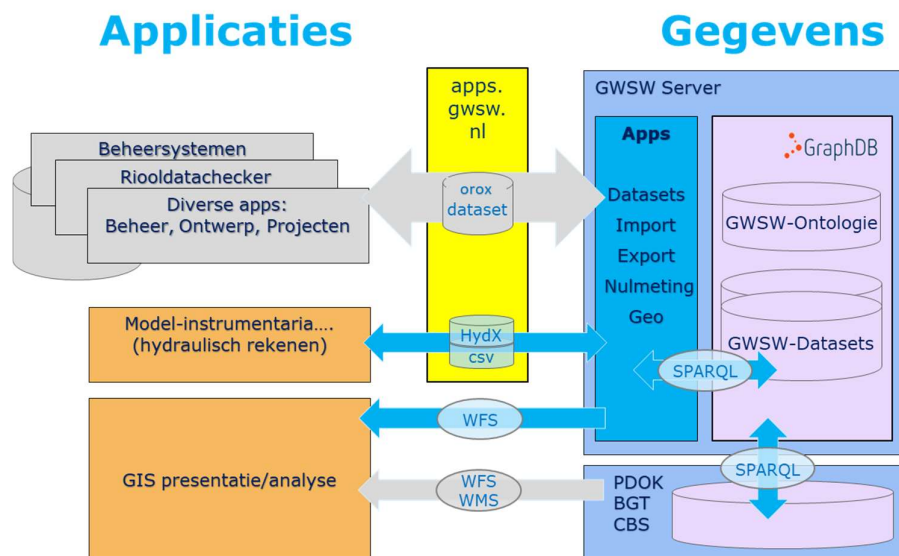 Applicaties
Gegevens
apps.
gwsw.
nl
GWSW Server
Beheersystemen
Riooldatachecker
Diverse apps:
Beheer, Ontwerp, Projecten
orox
dataset
Apps
Datasets
Import
Export
Nulmeting
Geo
GraphDB
GWSW-Ontologie
GWSW-Datasets
SPARQL
Model-instrumentaria....
(hydraulisch rekenen)
HydX
csv
WFS
GIS presentatie/analyse
WFS
WMS
SPARQL
PDOK
BGT
CBS